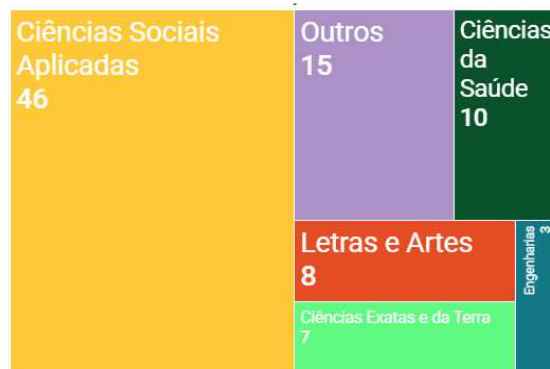 Ciências Sociais
Aplicadas
46
Outros
15
Ciências
da
Saúde
10
Letras e Artes
8
Ciências Exatas e da Terra
7
Engenharias
3